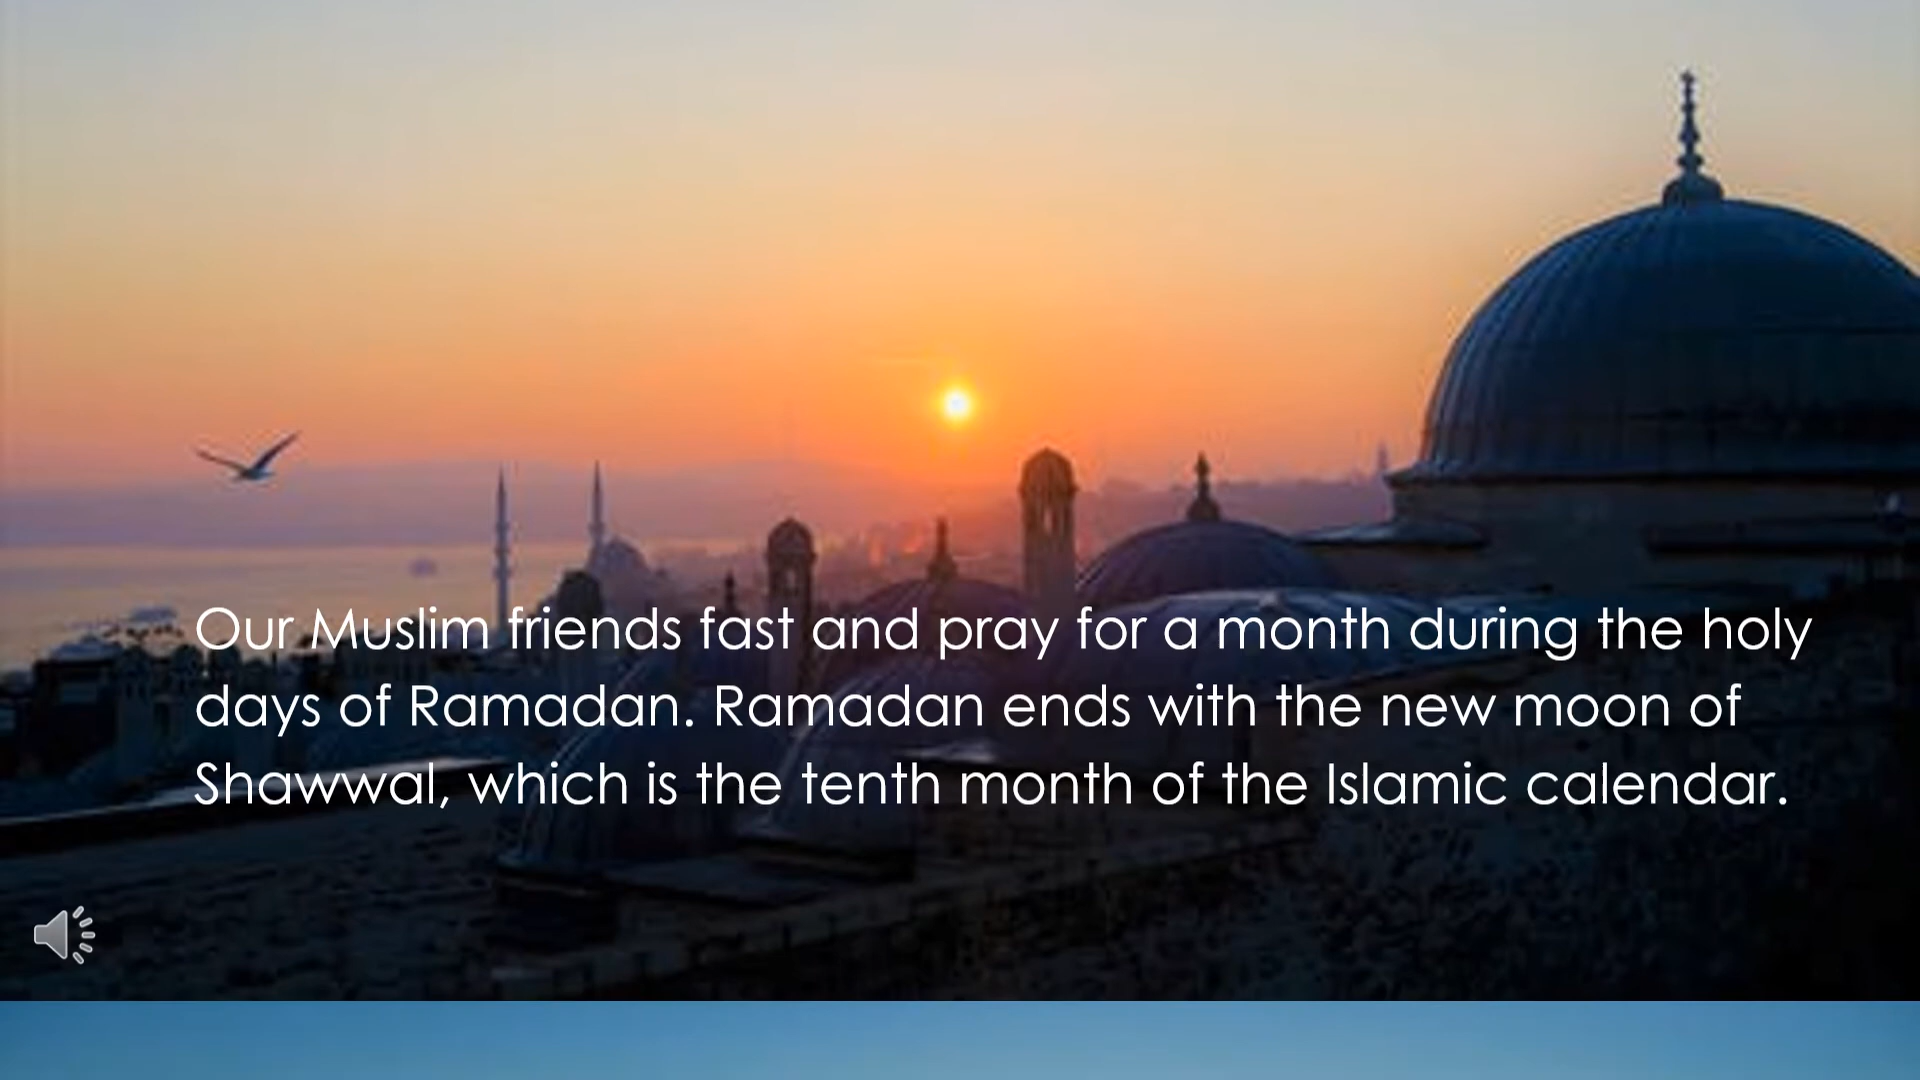 Our Muslim friends fast and pray for a month during the holy
days of Ramadan. Ramadan ends with the new moon of
Shawwal, which is the tenth month of the Islamic calendar.